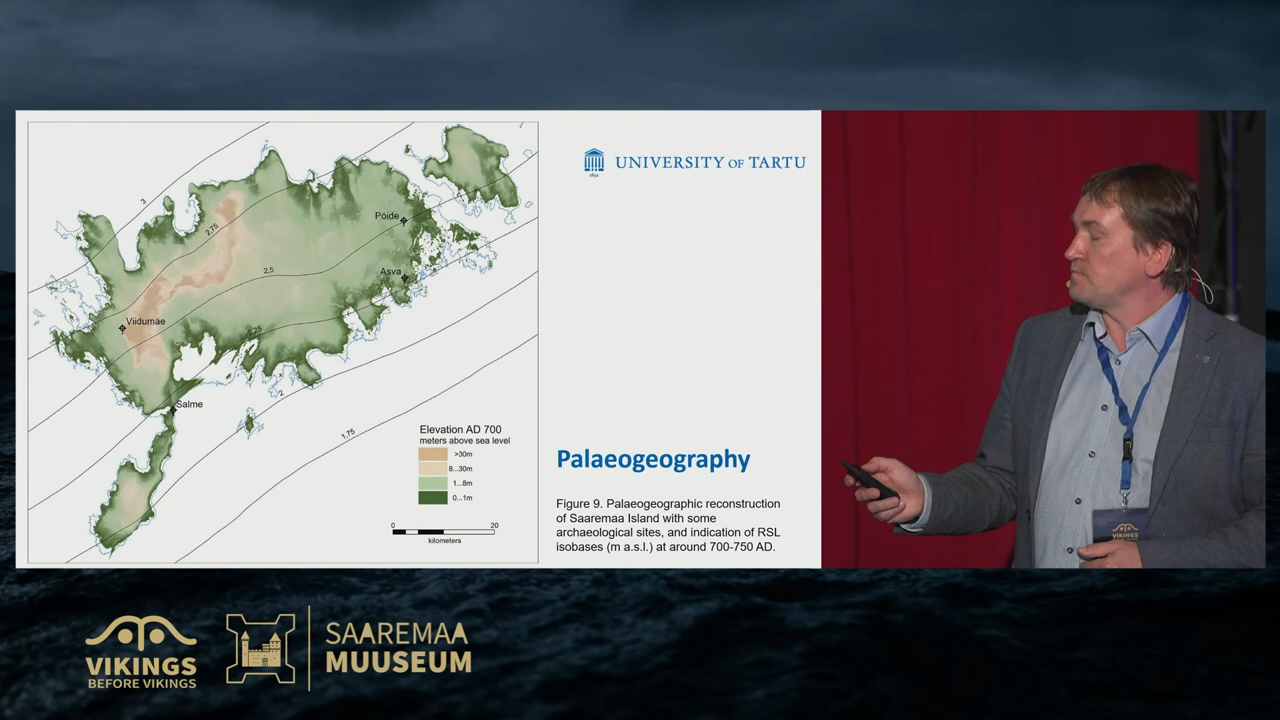 UNIVERSITY OF TARTU
1632
3
2.75
2,5
2,25
2
1.75
Pöide
Asva
Viidumäe
Salme
Elevation AD 700
meters above sea level
>30m
8...30m
1...8m
0...1m
0 20
kilometers
Palaeogeography
Figure 9. Palaeogeographic reconstruction
of Saaremaa Island with some
archaeological sites, and indication of RSL
isobases (m a.s.l.) at around 700-750 AD.
VIKINGS
VIKINGS
BEFORE VIKINGS
SAAREMAA
MUUSEUM